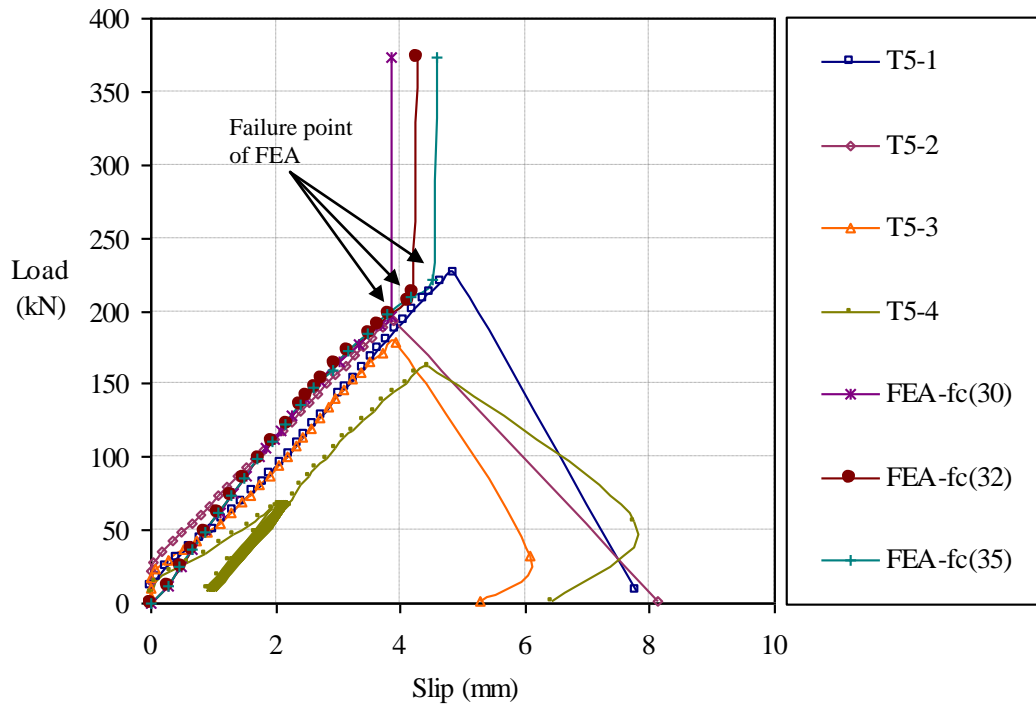 400
350
300
250
200
150
100
50
0
Load
(kN)
Failure point
of FEA
0
2
4
6
8
10
Slip (mm)
T5-1
T5-2
T5-3
T5-4
FEA-fc(30)
FEA-fc(32)
FEA-fc(35)